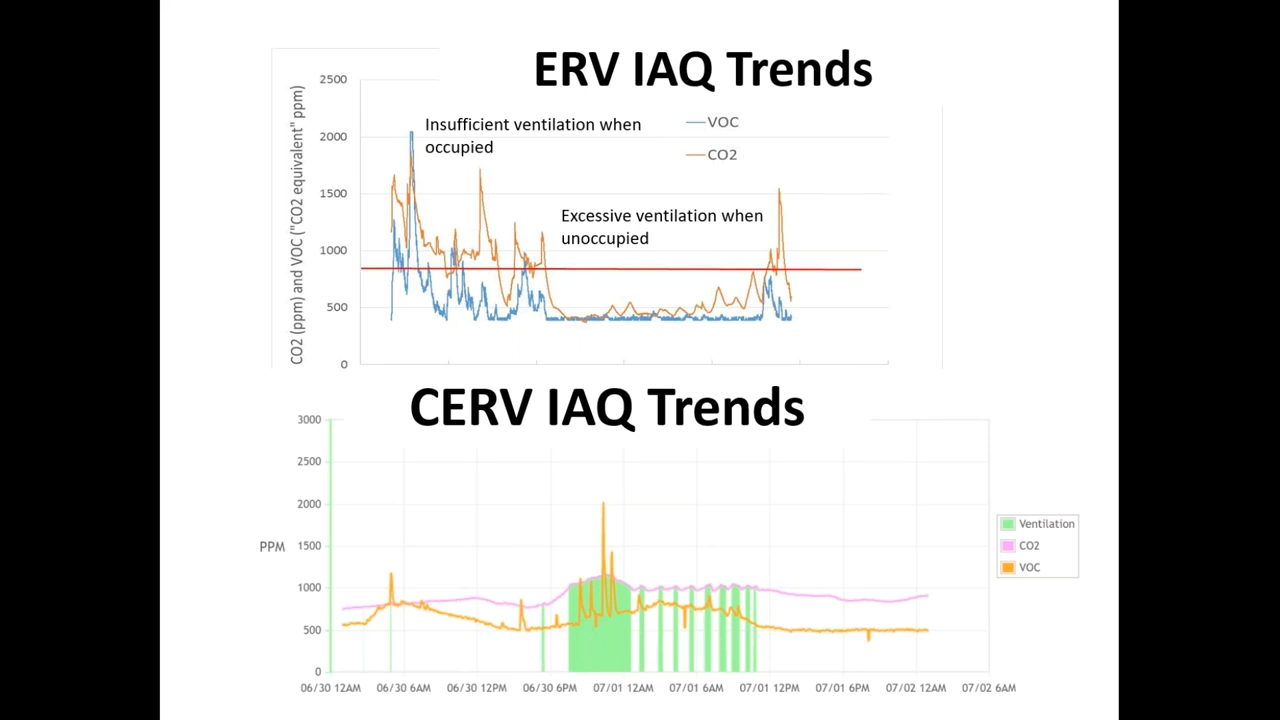 ERV IAQ Trends
CO2 (ppm) and VOC ("CO2 equivalent" ppm)
2500
2000
1500
1000
500
0
Insufficient ventilation when
occupied
VOC
CO2
Excessive ventilation when
unoccupied
CERV IAQ Trends
PPM
3000
2500
2000
1500
1000
500
0
06/30 12AM 06/30 6AM 06/30 12PM 06/30 6PM 07/01 12AM 07/01 6AM 07/01 12PM 07/01 6PM 07/02 12AM 07/02 6AM
Ventilation
CO2
VOC